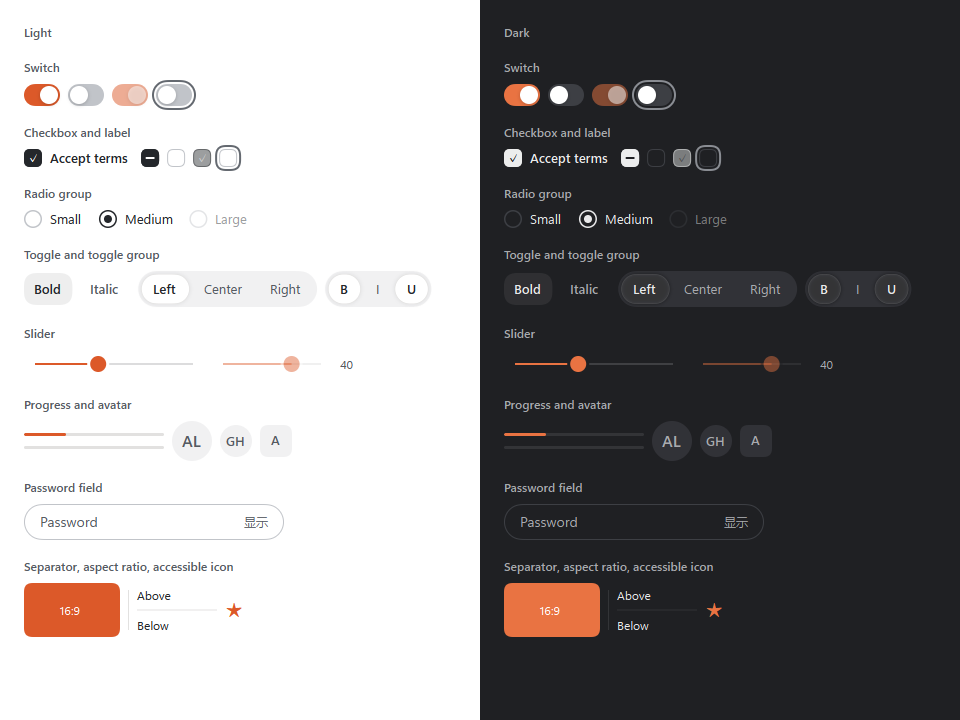 Light
Switch
Checkbox and label
Accept terms
Radio group
Small Medium Large
Toggle and toggle group
Bold Italic Left Center Right B I U
Slider
40
Progress and avatar
AL GH A
Password field
Password 显示
Separator, aspect ratio, accessible icon
16:9 Above
Below
Dark
Switch
Checkbox and label
Accept terms
Radio group
Small Medium Large
Toggle and toggle group
Bold Italic Left Center Right B I U
Slider
40
Progress and avatar
AL GH A
Password field
Password 显示
Separator, aspect ratio, accessible icon
16:9 Above
Below